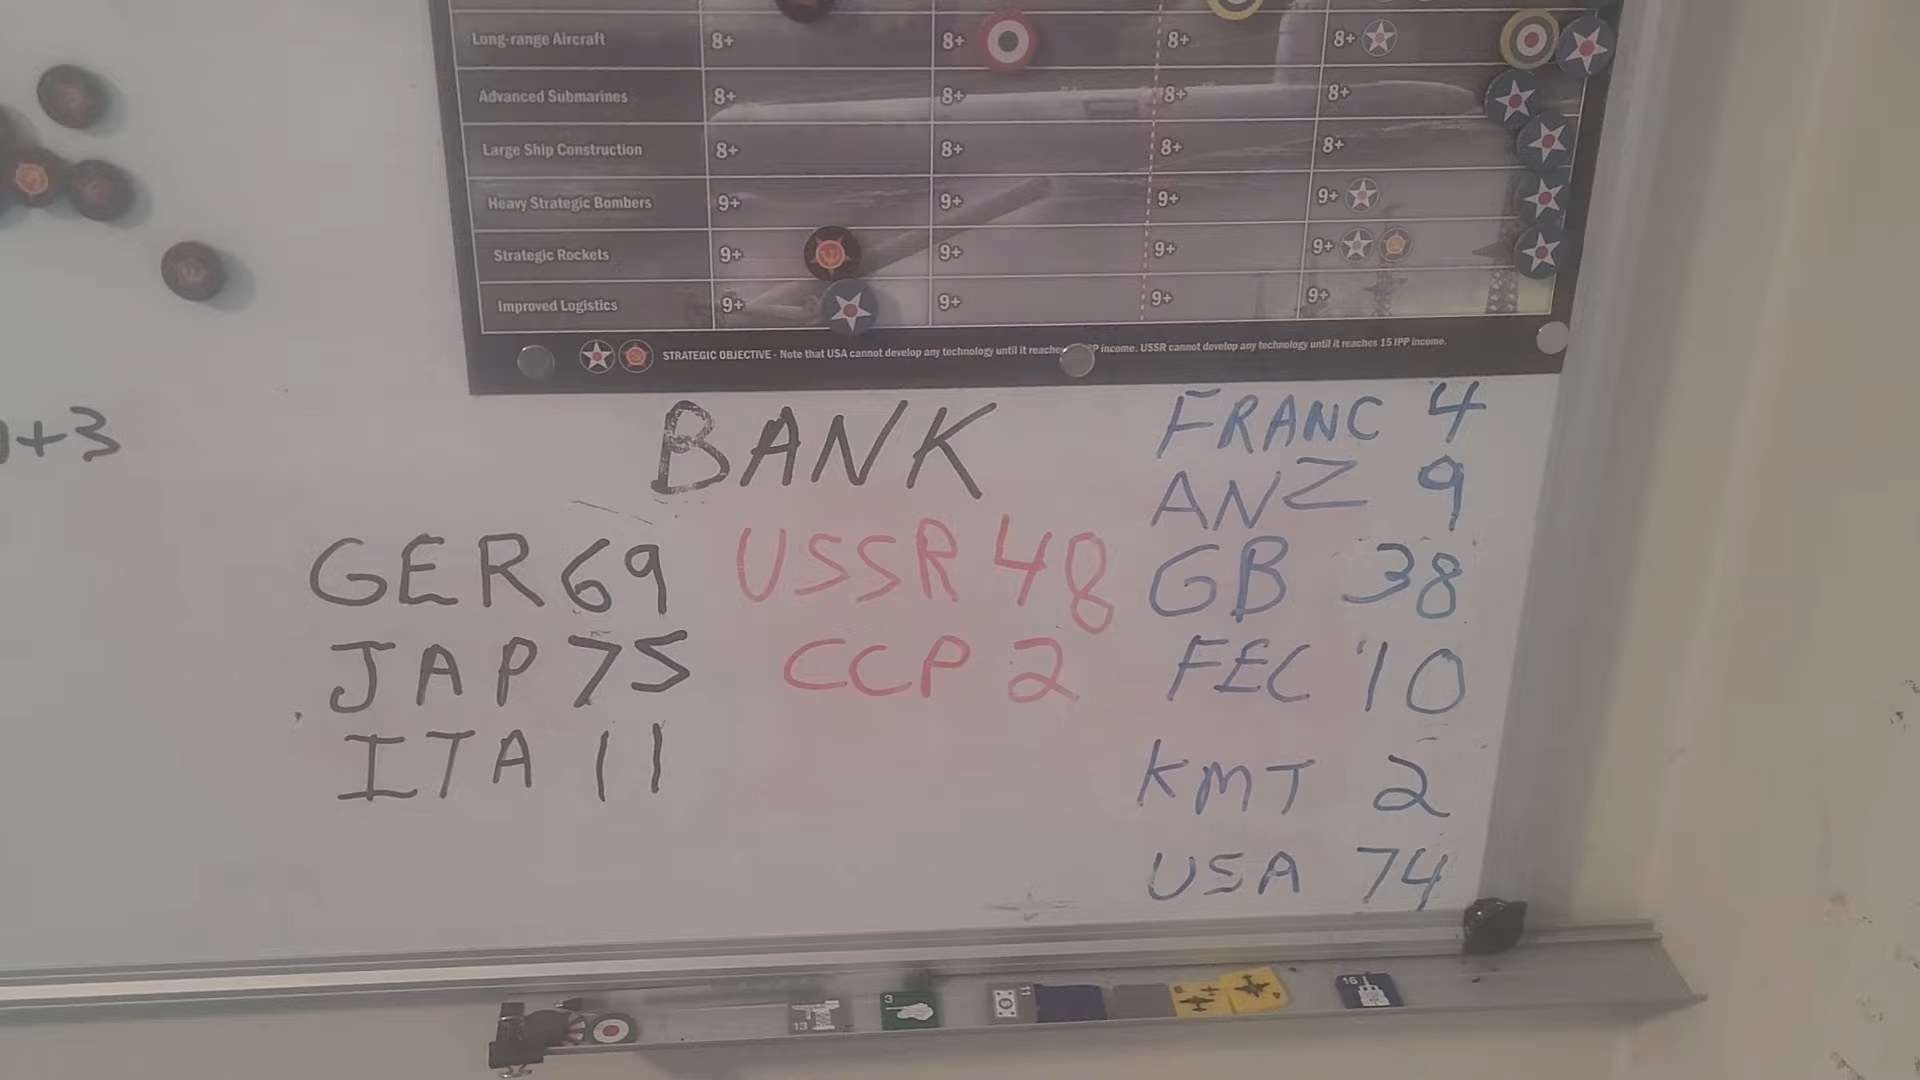 Long-range Aircraft 8+ 8+ 8+ 8+
Advanced Submarines 8+ 8+ 8+ 8+
Large Ship Construction 8+ 8+ 8+ 8+
Heavy Strategic Bombers 9+ 9+ 9+ 9+
Strategic Rockets 9+ 9+ 9+ 9+
Improved Logistics 9+ 9+ 9+ 9+
STRATEGIC OBJECTIVE - Note that USA cannot develop any technology until it reache income. USSR cannot develop any technology until it reaches 15 IPP income.
+3
BANK
GER 69
JAP 75
ITA 11
USSR 48
CCP 2
FRANC 4
ANZ 9
GB 38
FEC 10
KMT 2
USA 74
13
3
11
16